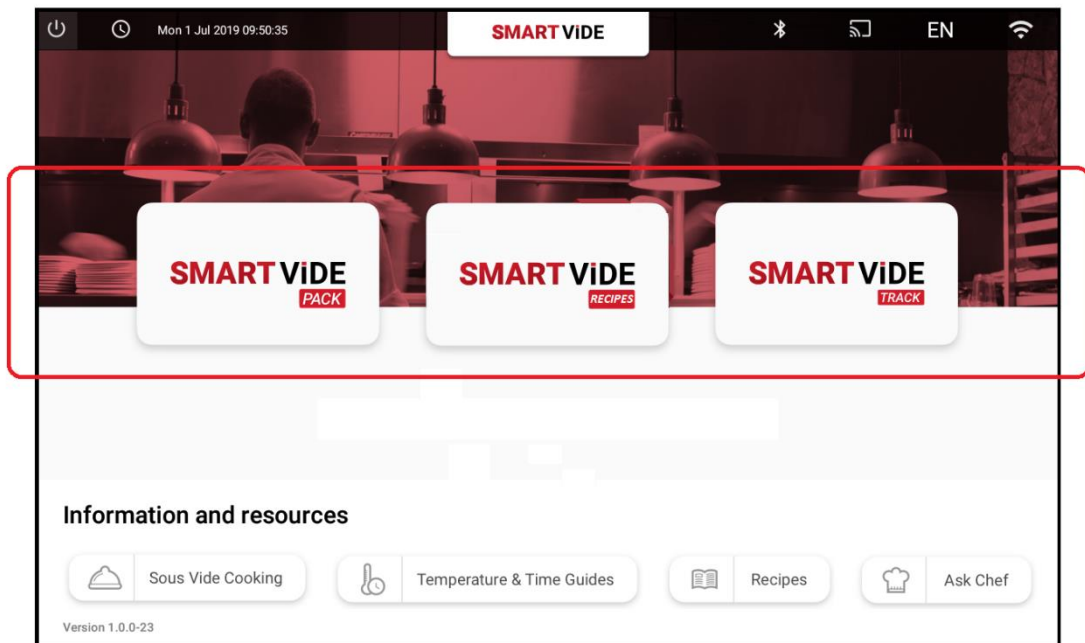 Mon 1 Jul 2019 09:50:35 SMART ViDE EN
SMART ViDE
PACK
SMART ViDE
RECIPES
SMART ViDE
TRACK
Information and resources
Sous Vide Cooking
Temperature & Time Guides
Recipes
Ask Chef
Version 1.0.0-23